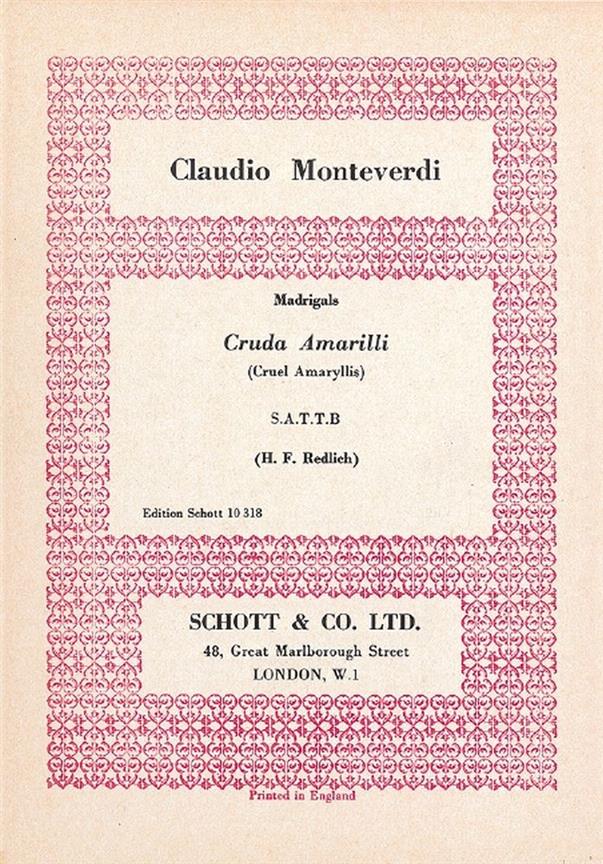 Claudio Monteverdi
Madrigals
Cruda Amarilli
(Cruel Amaryllis)
S.A.T.T.B
(H. F. Redlich)
Edition Schott 10 318
SCHOTT & CO. LTD.
48, Great Marlborough Street
LONDON, W.1
Printed in England